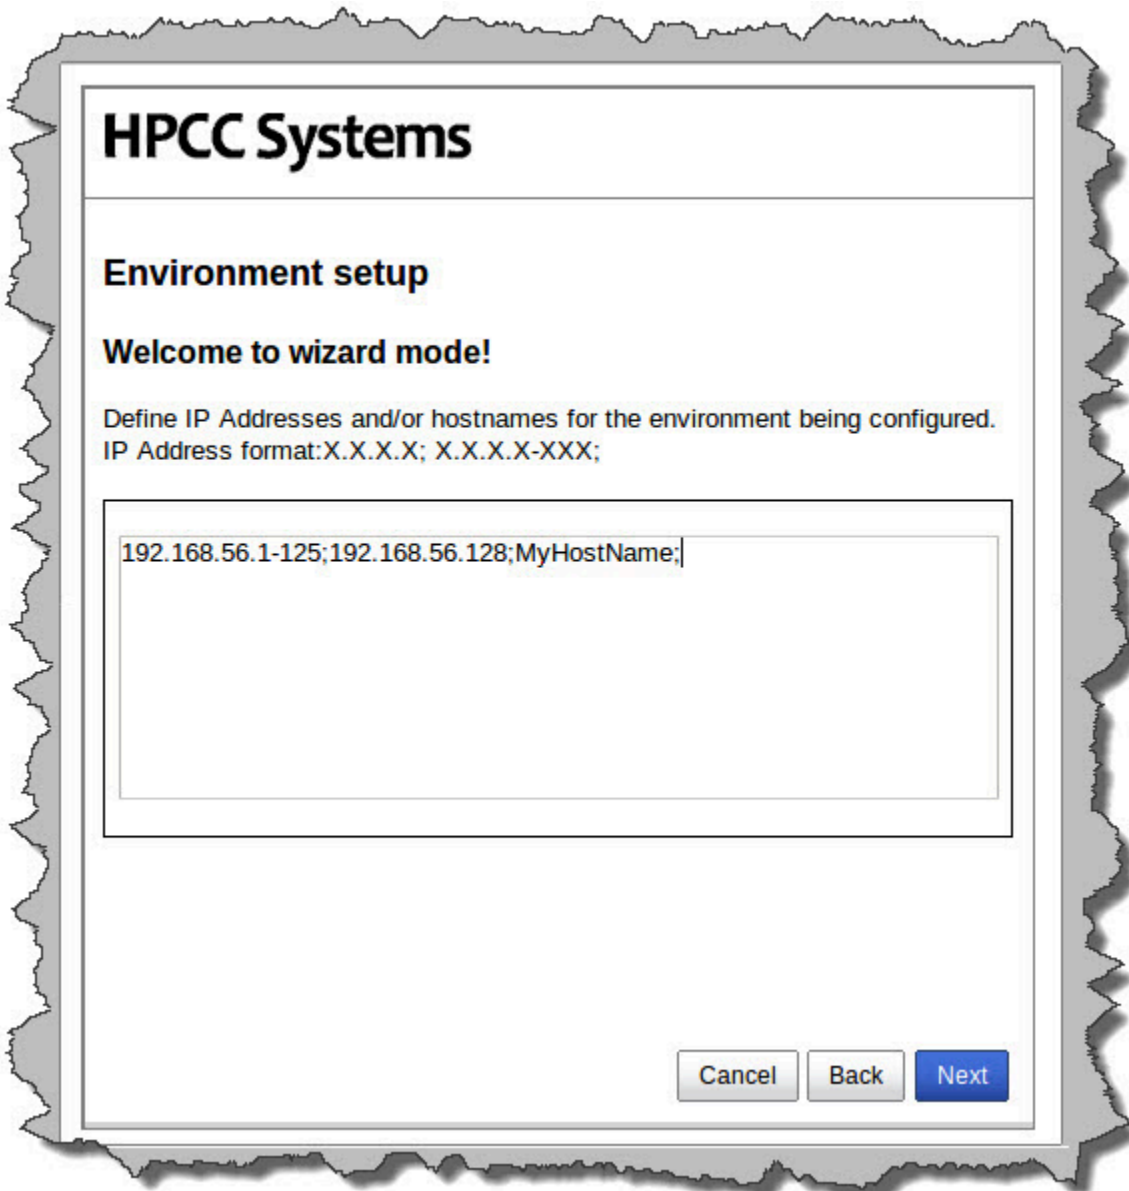 HPCC Systems
Environment setup
Welcome to wizard mode!
Define IP Addresses and/or hostnames for the environment being configured.
IP Address format:X.X.X.X; X.X.X.X-XXX;
192.168.56.1-125;192.168.56.128;MyHostName;
Cancel Back Next